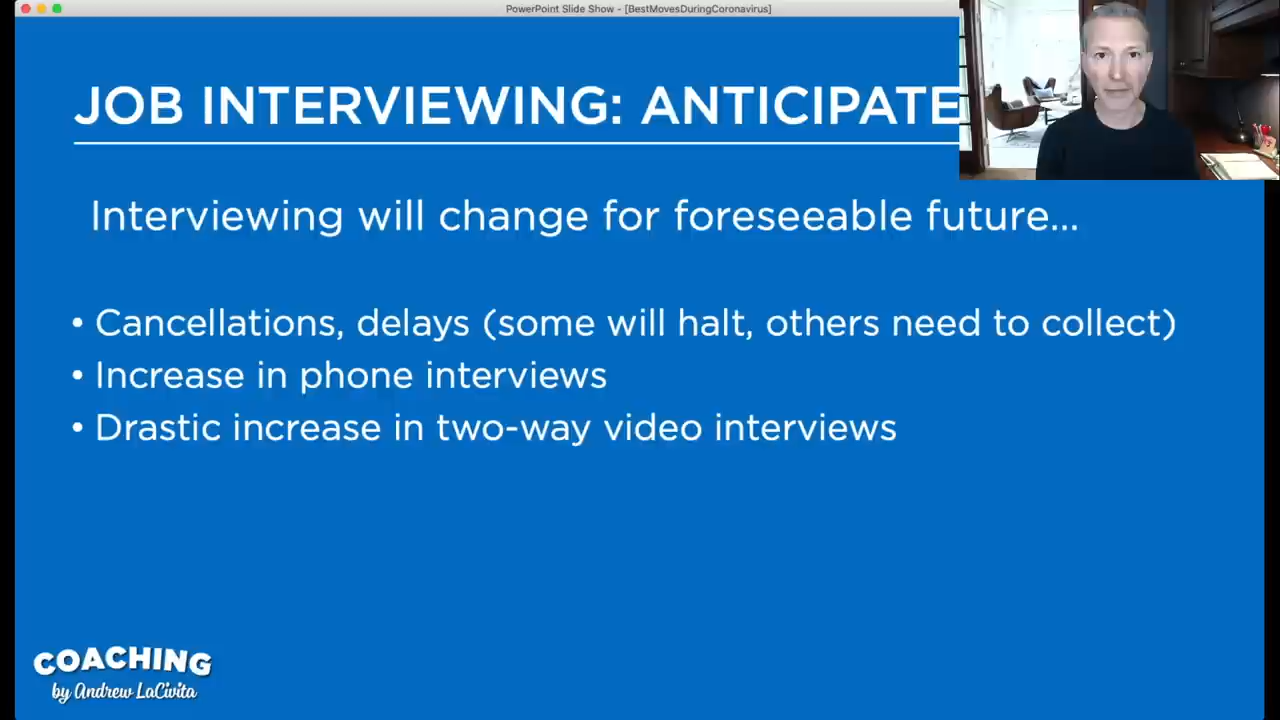 PowerPoint Slide Show - [BestMovesDuringCoronavirus]
JOB INTERVIEWING: ANTICIPATE
Interviewing will change for foreseeable future...
• Cancellations, delays (some will halt, others need to collect)
• Increase in phone interviews
• Drastic increase in two-way video interviews
COACHING
by Andrew LaCivita